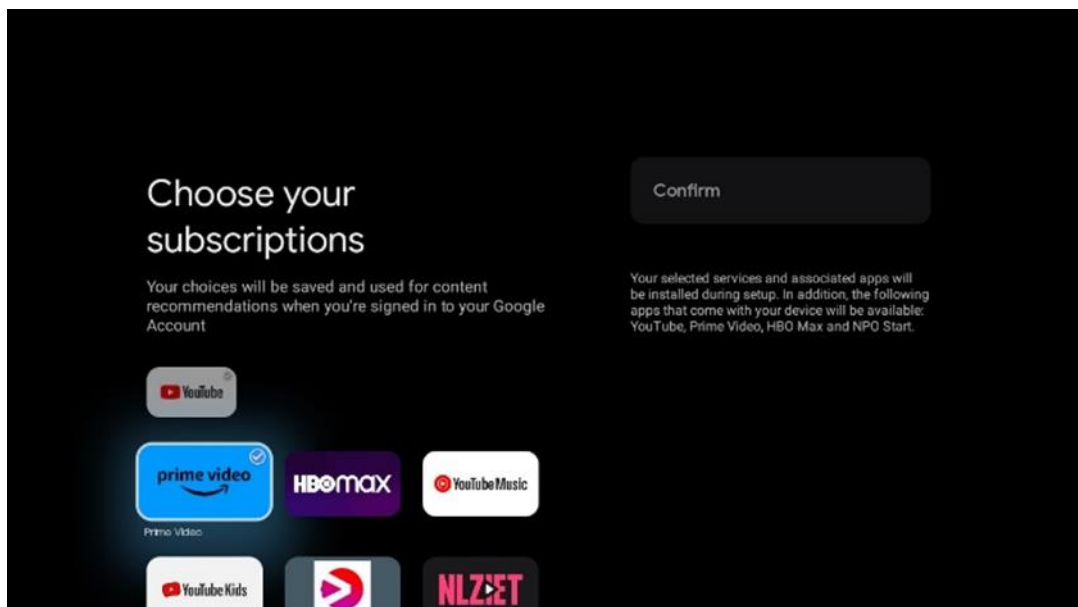 Choose your
subscriptions
Your choices will be saved and used for content
recommendations when you're signed in to your Google
Account
YouTube
prime video
HBOmax
YouTube Music
Prime Video
YouTube Kids
NLZIET
Confirm
Your selected services and associated apps will
be installed during setup. In addition, the following
apps that come with your device will be available:
YouTube, Prime Video, HBO Max and NPO Start.